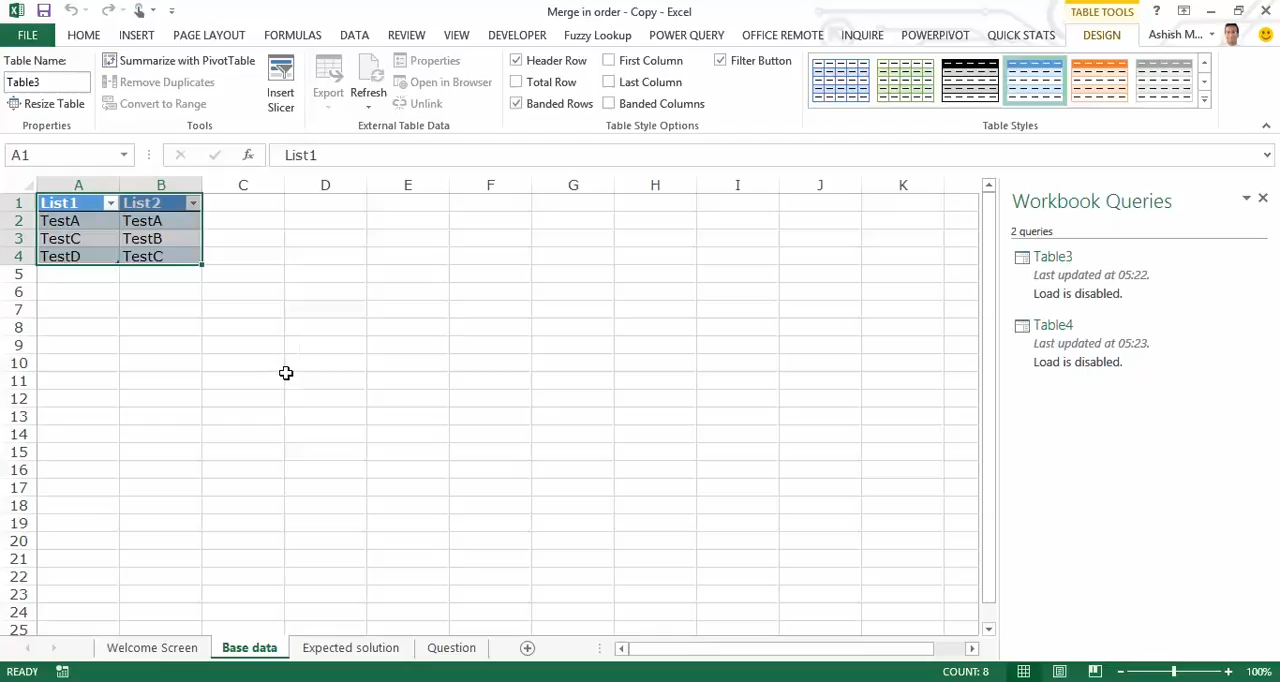 Merge in order - Copy - Excel
TABLE TOOLS
?
FILE HOME INSERT PAGE LAYOUT FORMULAS DATA REVIEW VIEW DEVELOPER Fuzzy Lookup POWER QUERY OFFICE REMOTE INQUIRE POWERPIVOT QUICK STATS DESIGN Ashish M...
Table Name:
Table3
Resize Table
Properties
Summarize with PivotTable
Remove Duplicates
Convert to Range
Insert
Slicer
Tools
Export
Refresh
Properties
Open in Browser
Unlink
External Table Data
Header Row
First Column
Filter Button
Total Row
Last Column
Banded Rows
Banded Columns
Table Style Options
Table Styles
A1
fx
List1
A B C D E F G H I J K
1 List1 List2
2 TestA TestA
3 TestC TestB
4 TestD TestC
5
6
7
8
9
10
11
12
13
14
15
16
17
18
19
20
21
22
23
24
25
Workbook Queries
2 queries
Table3
Last updated at 05:22.
Load is disabled.
Table4
Last updated at 05:23.
Load is disabled.
Welcome Screen Base data Expected solution Question
READY
COUNT: 8
100%